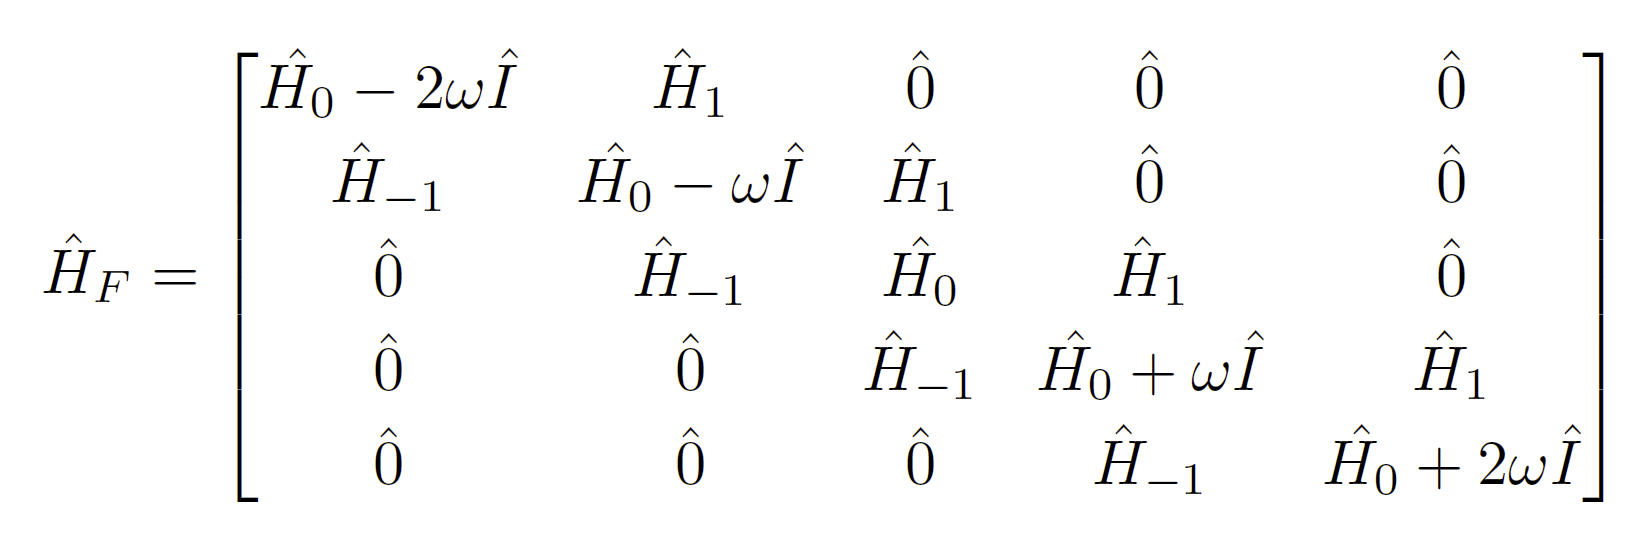 Ĥ_F = [ Ĥ_0 − 2ωÎ   Ĥ_1   0̂   0̂   0̂
Ĥ_{−1}   Ĥ_0 − ωÎ   Ĥ_1   0̂   0̂
0̂   Ĥ_{−1}   Ĥ_0   Ĥ_1   0̂
0̂   0̂   Ĥ_{−1}   Ĥ_0 + ωÎ   Ĥ_1
0̂   0̂   0̂   Ĥ_{−1}   Ĥ_0 + 2ωÎ ]